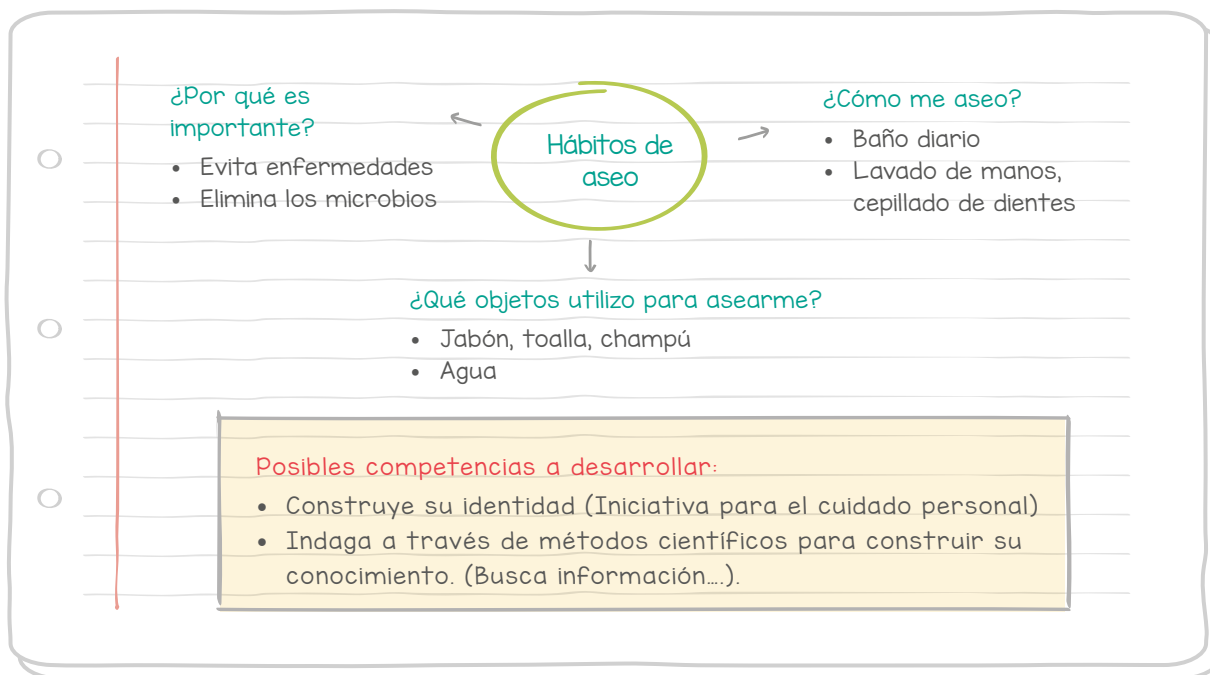 Hábitos de
aseo
¿Por qué es
importante?
• Evita enfermedades
• Elimina los microbios
¿Cómo me aseo?
• Baño diario
• Lavado de manos,
cepillado de dientes
¿Qué objetos utilizo para asearme?
• Jabón, toalla, champú
• Agua
Posibles competencias a desarrollar:
• Construye su identidad (Iniciativa para el cuidado personal)
• Indaga a través de métodos científicos para construir su
conocimiento. (Busca información….).